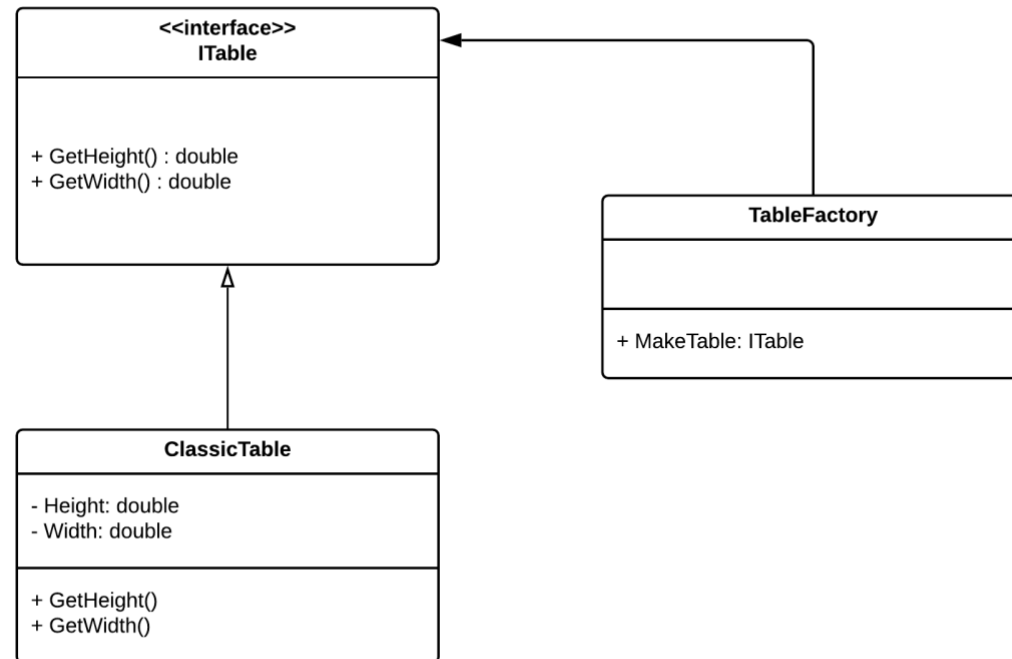 <<interface>>
ITable
+ GetHeight() : double
+ GetWidth() : double
TableFactory
+ MakeTable: ITable
ClassicTable
- Height: double
- Width: double
+ GetHeight()
+ GetWidth()